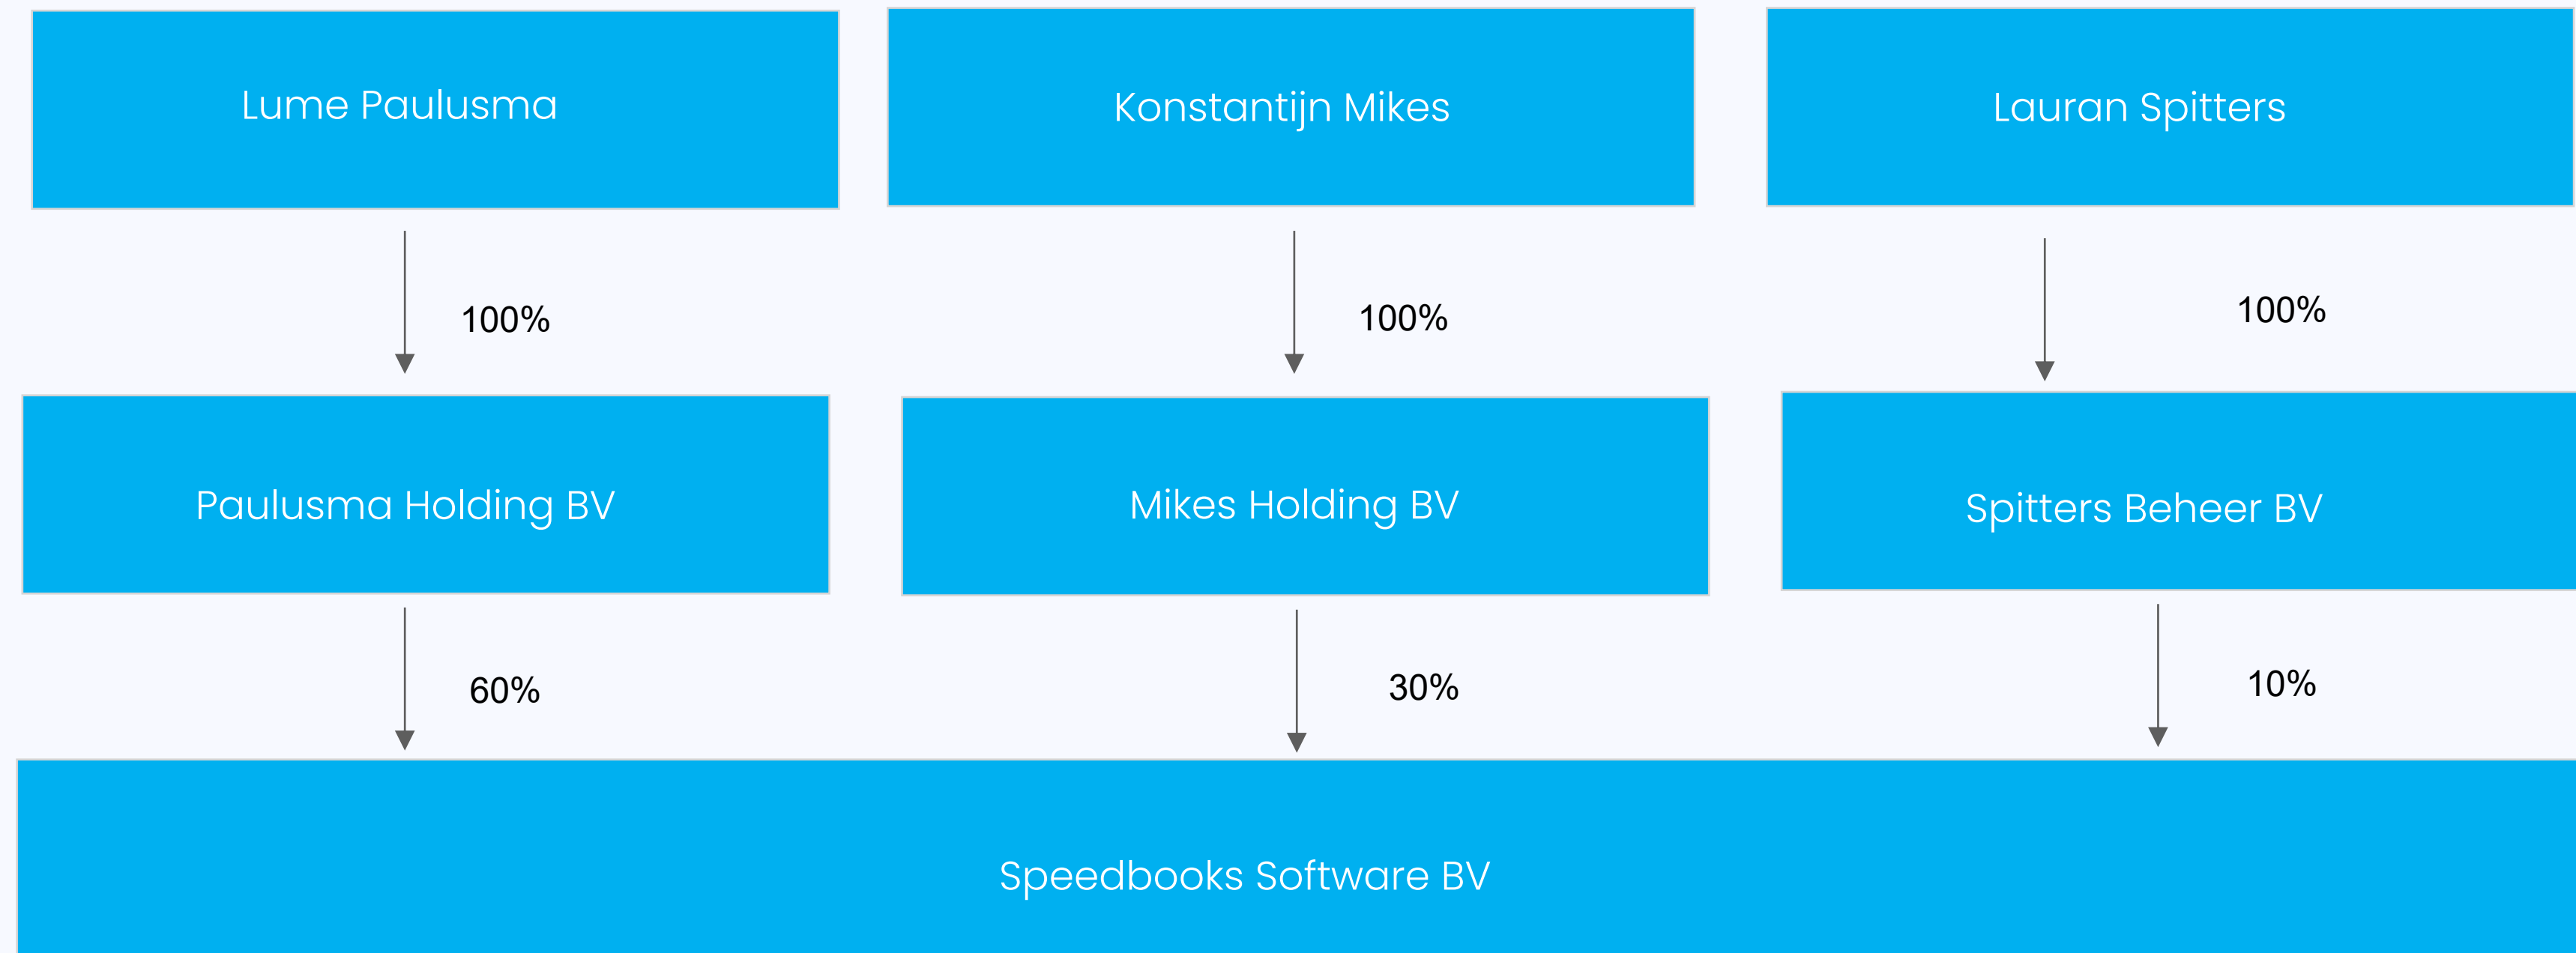 Lume Paulusma
Konstantijn Mikes
Lauran Spitters
100%
100%
100%
Paulusma Holding BV
Mikes Holding BV
Spitters Beheer BV
60%
30%
10%
Speedbooks Software BV